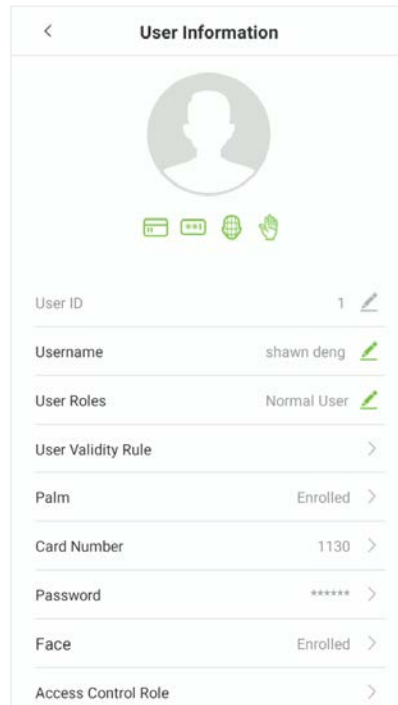 User Information
User ID 1
Username shawn deng
User Roles Normal User
User Validity Rule
Palm Enrolled
Card Number 1130
Password ******
Face Enrolled
Access Control Role